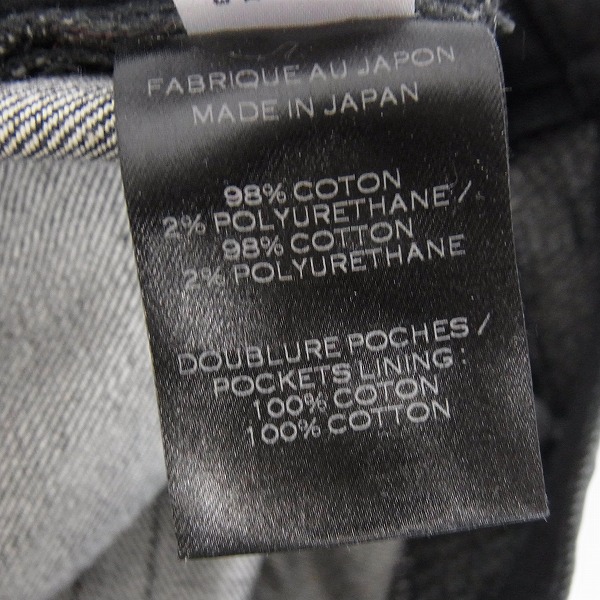 FABRIQUE AU JAPON
MADE IN JAPAN
98% COTON
2% POLYURETHANE /
98% COTTON
2% POLYURETHANE
DOUBLURE POCHES /
POCKETS LINING :
100% COTON
100% COTTON